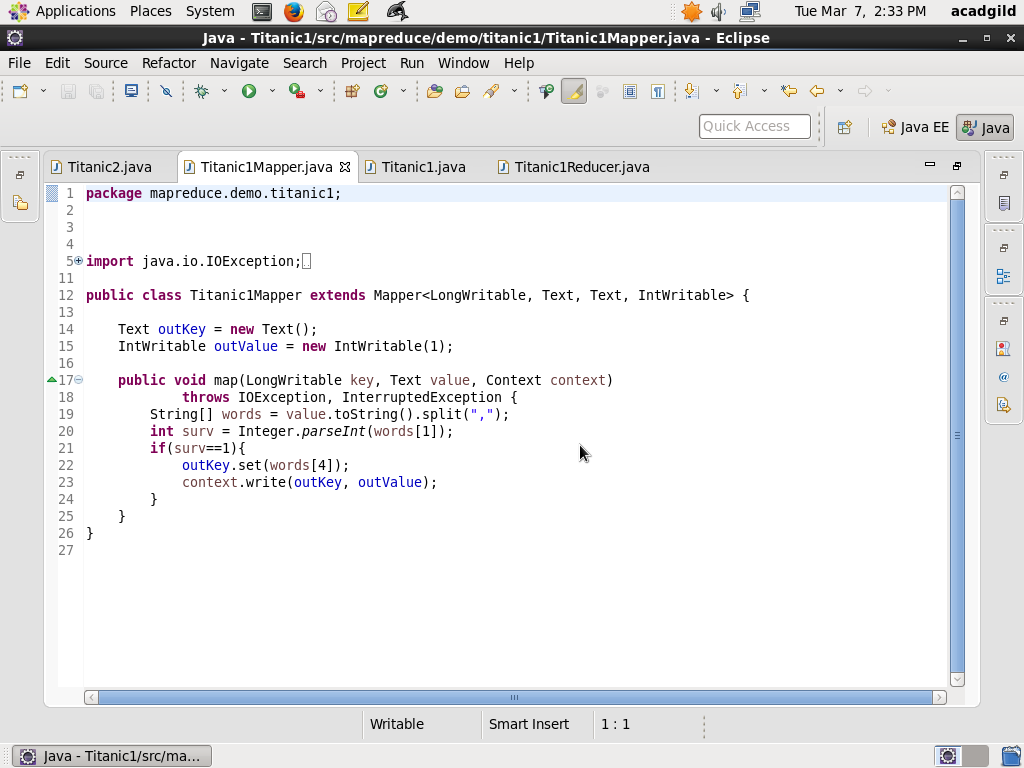 Applications Places System Tue Mar 7, 2:33 PM acadgild
Java - Titanic1/src/mapreduce/demo/titanic1/Titanic1Mapper.java - Eclipse
File Edit Source Refactor Navigate Search Project Run Window Help
Quick Access Java EE Java
Titanic2.java Titanic1Mapper.java Titanic1.java Titanic1Reducer.java
1 package mapreduce.demo.titanic1;
2
3
4
5 import java.io.IOException;
11
12 public class Titanic1Mapper extends Mapper<LongWritable, Text, Text, IntWritable> {
13
14 Text outKey = new Text();
15 IntWritable outValue = new IntWritable(1);
16
17 public void map(LongWritable key, Text value, Context context)
18 throws IOException, InterruptedException {
19 String[] words = value.toString().split(",");
20 int surv = Integer.parseInt(words[1]);
21 if(surv==1){
22 outKey.set(words[4]);
23 context.write(outKey, outValue);
24 }
25 }
26 }
27
Writable Smart Insert 1 : 1
Java - Titanic1/src/ma...